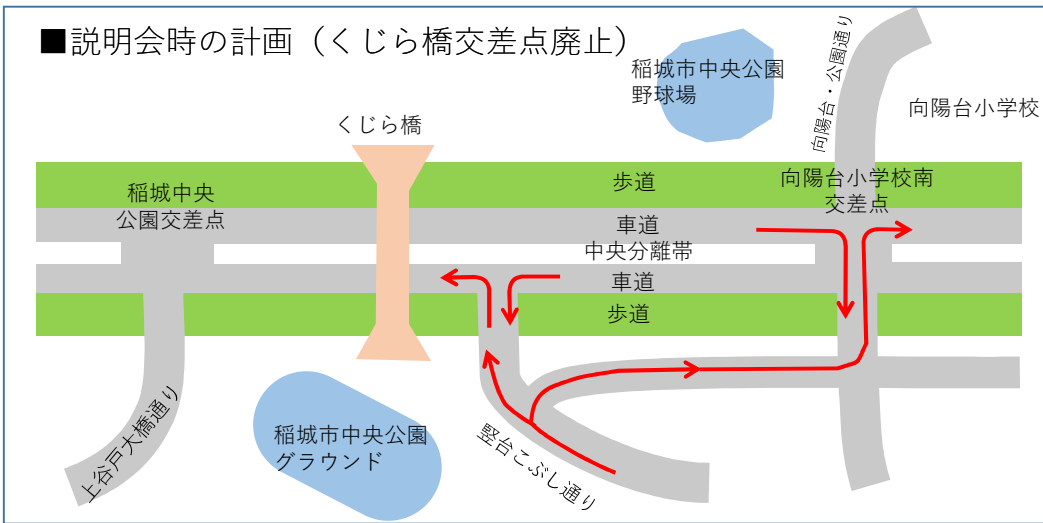 ■説明会時の計画（くじら橋交差点廃止）
稲城市中央公園
野球場
向陽台・公園通り
向陽台小学校
くじら橋
稲城中央
公園交差点
歩道
向陽台小学校南
交差点
車道
中央分離帯
車道
歩道
上谷戸大橋通り
稲城市中央公園
グラウンド
竪台こぶし通り